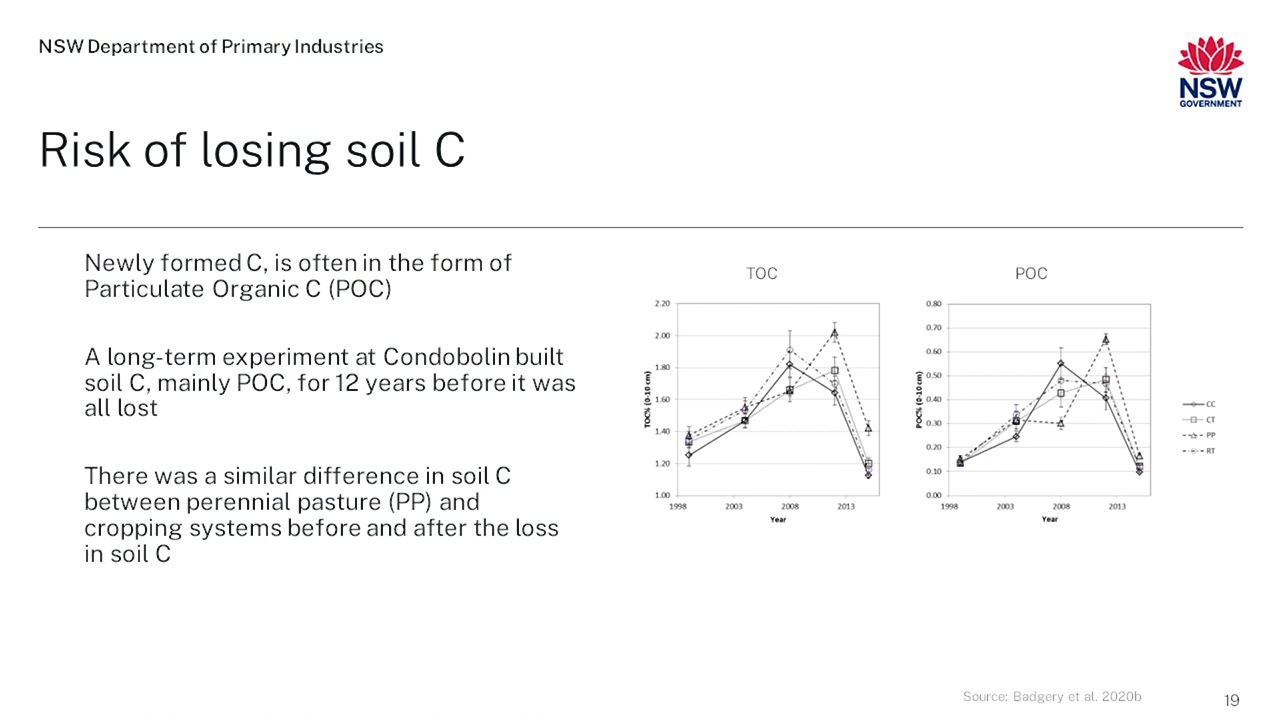 NSW Department of Primary Industries
NSW
GOVERNMENT
Risk of losing soil C
Newly formed C, is often in the form of
Particulate Organic C (POC)
A long-term experiment at Condobolin built
soil C, mainly POC, for 12 years before it was
all lost
There was a similar difference in soil C
between perennial pasture (PP) and
cropping systems before and after the loss
in soil C
TOC
2.20
2.00
1.80
1.60
1.40
1.20
1.00
TOC% (0-10 cm)
1998 2003 2008 2013
Year
POC
0.80
0.70
0.60
0.50
0.40
0.30
0.20
0.10
0.00
POC% (0-10 cm)
1998 2003 2008 2013
Year
CC
CT
PP
RT
Source: Badgery et al. 2020b
19